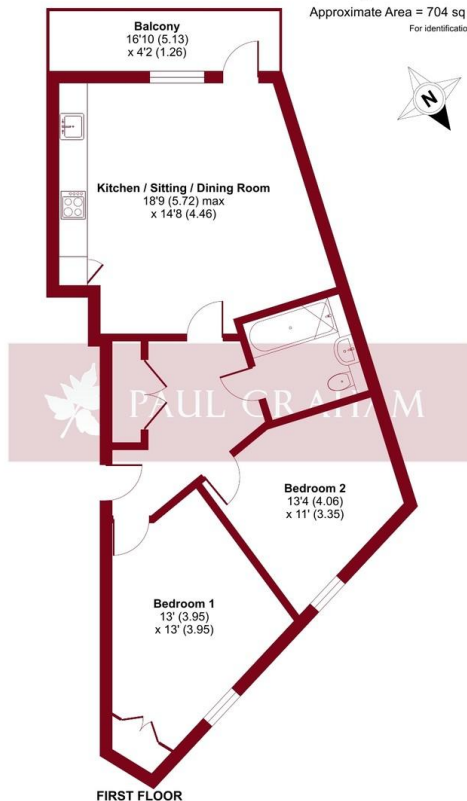 Approximate Area = 704 sq
For identificatio
Balcony
16'10 (5.13)
x 4'2 (1.26)
N
Kitchen / Sitting / Dining Room
18'9 (5.72) max
x 14'8 (4.46)
PAUL GRAHAM
Bedroom 2
13'4 (4.06)
x 11' (3.35)
Bedroom 1
13' (3.95)
x 13' (3.95)
FIRST FLOOR